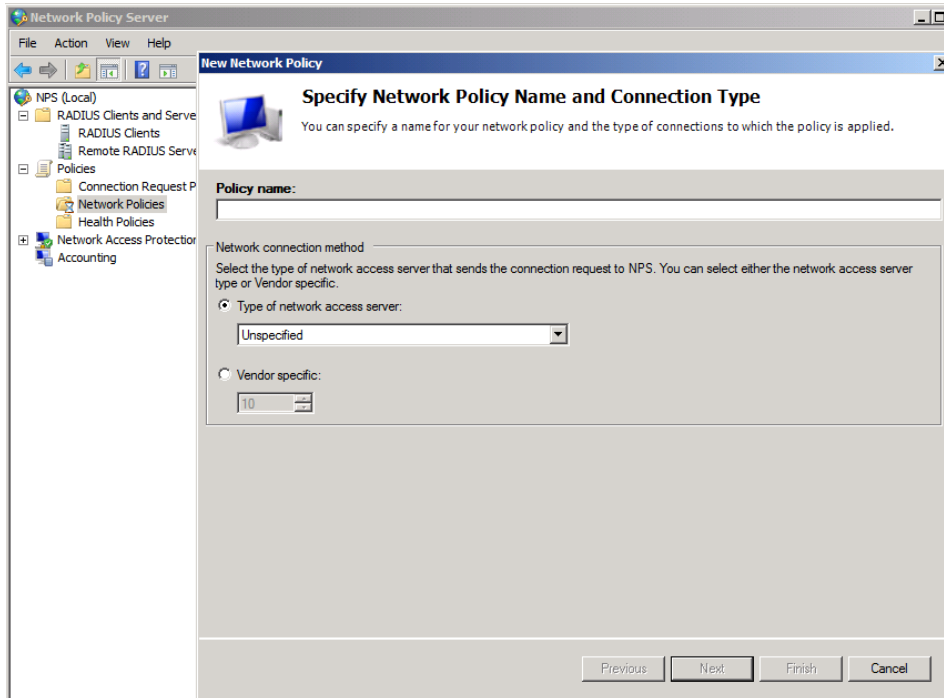 Network Policy Server
File Action View Help
NPS (Local)
RADIUS Clients and Serve
RADIUS Clients
Remote RADIUS Serve
Policies
Connection Request P
Network Policies
Health Policies
Network Access Protection
Accounting
New Network Policy
Specify Network Policy Name and Connection Type
You can specify a name for your network policy and the type of connections to which the policy is applied.
Policy name:
Network connection method
Select the type of network access server that sends the connection request to NPS. You can select either the network access server
type or Vendor specific.
Type of network access server:
Unspecified
Vendor specific:
10
Previous Next Finish Cancel